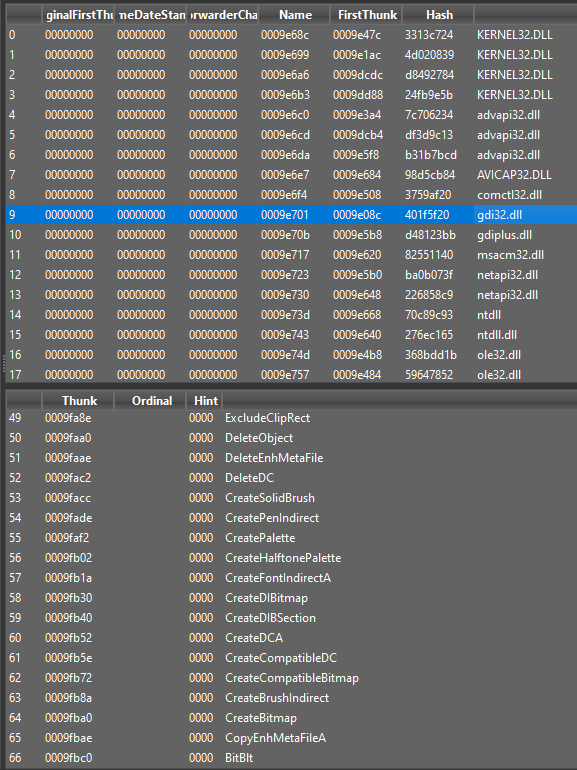 ginalFirstThu meDateStam orwarderCha Name FirstThunk Hash
0 00000000 00000000 00000000 0009e68c 0009e47c 3313c724 KERNEL32.DLL
1 00000000 00000000 00000000 0009e699 0009e1ac 4d020839 KERNEL32.DLL
2 00000000 00000000 00000000 0009e6a6 0009dcdc d8492784 KERNEL32.DLL
3 00000000 00000000 00000000 0009e6b3 0009dd88 24fb9e5b KERNEL32.DLL
4 00000000 00000000 00000000 0009e6c0 0009e3a4 7c706234 advapi32.dll
5 00000000 00000000 00000000 0009e6cd 0009dcb4 df3d9c13 advapi32.dll
6 00000000 00000000 00000000 0009e6da 0009e5f8 b31b7bcd advapi32.dll
7 00000000 00000000 00000000 0009e6e7 0009e684 98d5cb84 AVICAP32.DLL
8 00000000 00000000 00000000 0009e6f4 0009e508 3759af20 comctl32.dll
9 00000000 00000000 00000000 0009e701 0009e08c 401f5f20 gdi32.dll
10 00000000 00000000 00000000 0009e70b 0009e5b8 d48123bb gdiplus.dll
11 00000000 00000000 00000000 0009e717 0009e620 82551140 msacm32.dll
12 00000000 00000000 00000000 0009e723 0009e5b0 ba0b073f netapi32.dll
13 00000000 00000000 00000000 0009e730 0009e648 226858c9 netapi32.dll
14 00000000 00000000 00000000 0009e73d 0009e668 70c89c93 ntdll
15 00000000 00000000 00000000 0009e743 0009e640 276ec165 ntdll.dll
16 00000000 00000000 00000000 0009e74d 0009e4b8 368bdd1b ole32.dll
17 00000000 00000000 00000000 0009e757 0009e484 59647852 ole32.dll
Thunk Ordinal Hint
49 0009fa8e 0000 ExcludeClipRect
50 0009faa0 0000 DeleteObject
51 0009faae 0000 DeleteEnhMetaFile
52 0009fac2 0000 DeleteDC
53 0009facc 0000 CreateSolidBrush
54 0009fade 0000 CreatePenIndirect
55 0009faf2 0000 CreatePalette
56 0009fb02 0000 CreateHalftonePalette
57 0009fb1a 0000 CreateFontIndirectA
58 0009fb30 0000 CreateDIBitmap
59 0009fb40 0000 CreateDIBSection
60 0009fb52 0000 CreateDCA
61 0009fb5e 0000 CreateCompatibleDC
62 0009fb72 0000 CreateCompatibleBitmap
63 0009fb8a 0000 CreateBrushIndirect
64 0009fba0 0000 CreateBitmap
65 0009fbae 0000 CopyEnhMetaFileA
66 0009fbc0 0000 BitBlt